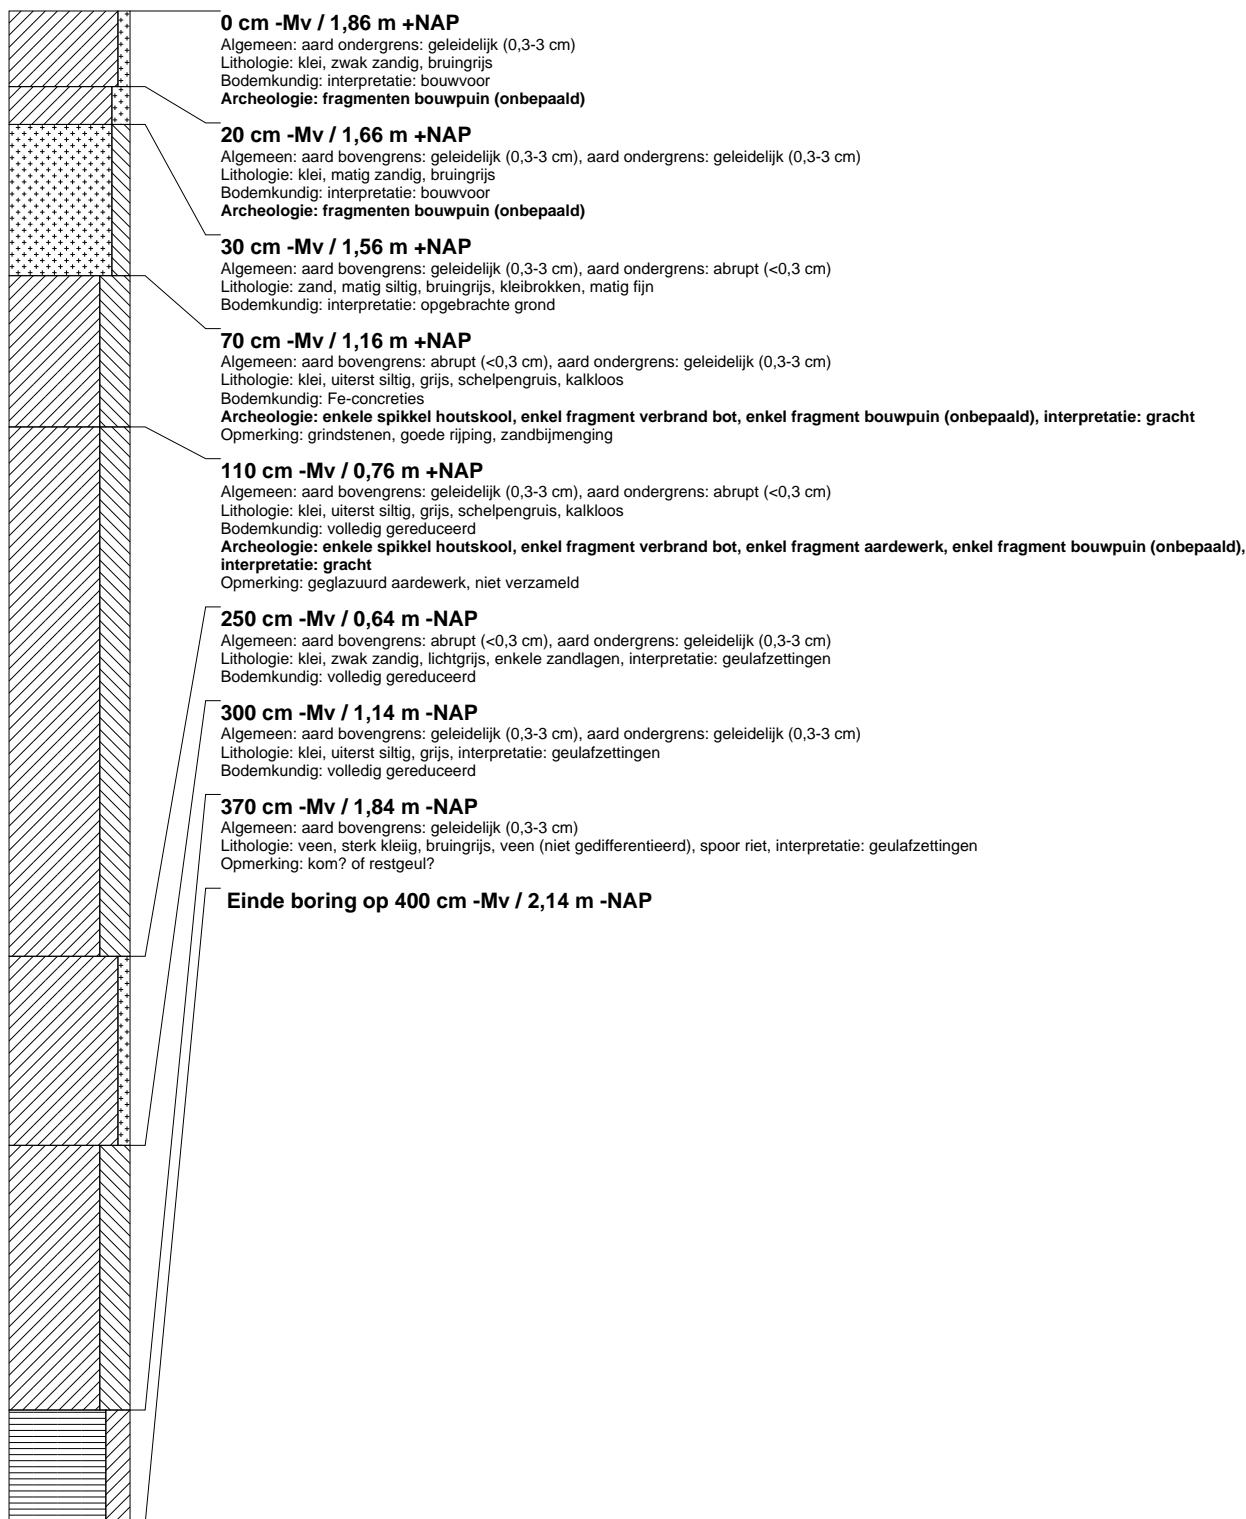 0 cm -Mv / 1,86 m +NAP
Algemeen: aard ondergrens: geleidelijk (0,3-3 cm)
Lithologie: klei, zwak zandig, bruingrijs
Bodemkundig: interpretatie: bouwvoor
Archeologie: fragmenten bouwpuin (onbepaald)
20 cm -Mv / 1,66 m +NAP
Algemeen: aard bovengrens: geleidelijk (0,3-3 cm), aard ondergrens: geleidelijk (0,3-3 cm)
Lithologie: klei, matig zandig, bruingrijs
Bodemkundig: interpretatie: bouwvoor
Archeologie: fragmenten bouwpuin (onbepaald)
30 cm -Mv / 1,56 m +NAP
Algemeen: aard bovengrens: geleidelijk (0,3-3 cm), aard ondergrens: abrupt (<0,3 cm)
Lithologie: zand, matig siltig, bruingrijs, kleibrokken, matig fijn
Bodemkundig: interpretatie: opgebrachte grond
70 cm -Mv / 1,16 m +NAP
Algemeen: aard bovengrens: abrupt (<0,3 cm), aard ondergrens: geleidelijk (0,3-3 cm)
Lithologie: klei, uiterst siltig, grijs, schelpengruis, kalkloos
Bodemkundig: Fe-concreties
Archeologie: enkele spikkel houtskool, enkel fragment verbrand bot, enkel fragment bouwpuin (onbepaald), interpretatie: gracht
Opmerking: grindstenen, goede rijping, zandbijmenging
110 cm -Mv / 0,76 m +NAP
Algemeen: aard bovengrens: geleidelijk (0,3-3 cm), aard ondergrens: abrupt (<0,3 cm)
Lithologie: klei, uiterst siltig, grijs, schelpengruis, kalkloos
Bodemkundig: volledig gereduceerd
Archeologie: enkele spikkel houtskool, enkel fragment verbrand bot, enkel fragment aardewerk, enkel fragment bouwpuin (onbepaald),
interpretatie: gracht
Opmerking: geglazuurd aardewerk, niet verzameld
250 cm -Mv / 0,64 m -NAP
Algemeen: aard bovengrens: abrupt (<0,3 cm), aard ondergrens: geleidelijk (0,3-3 cm)
Lithologie: klei, zwak zandig, lichtgrijs, enkele zandlagen, interpretatie: geulafzettingen
Bodemkundig: volledig gereduceerd
300 cm -Mv / 1,14 m -NAP
Algemeen: aard bovengrens: geleidelijk (0,3-3 cm), aard ondergrens: geleidelijk (0,3-3 cm)
Lithologie: klei, uiterst siltig, grijs, interpretatie: geulafzettingen
Bodemkundig: volledig gereduceerd
370 cm -Mv / 1,84 m -NAP
Algemeen: aard bovengrens: geleidelijk (0,3-3 cm)
Lithologie: veen, sterk kleiig, bruingrijs, veen (niet gedifferentieerd), spoor riet, interpretatie: geulafzettingen
Opmerking: kom? of restgeul?
Einde boring op 400 cm -Mv / 2,14 m -NAP